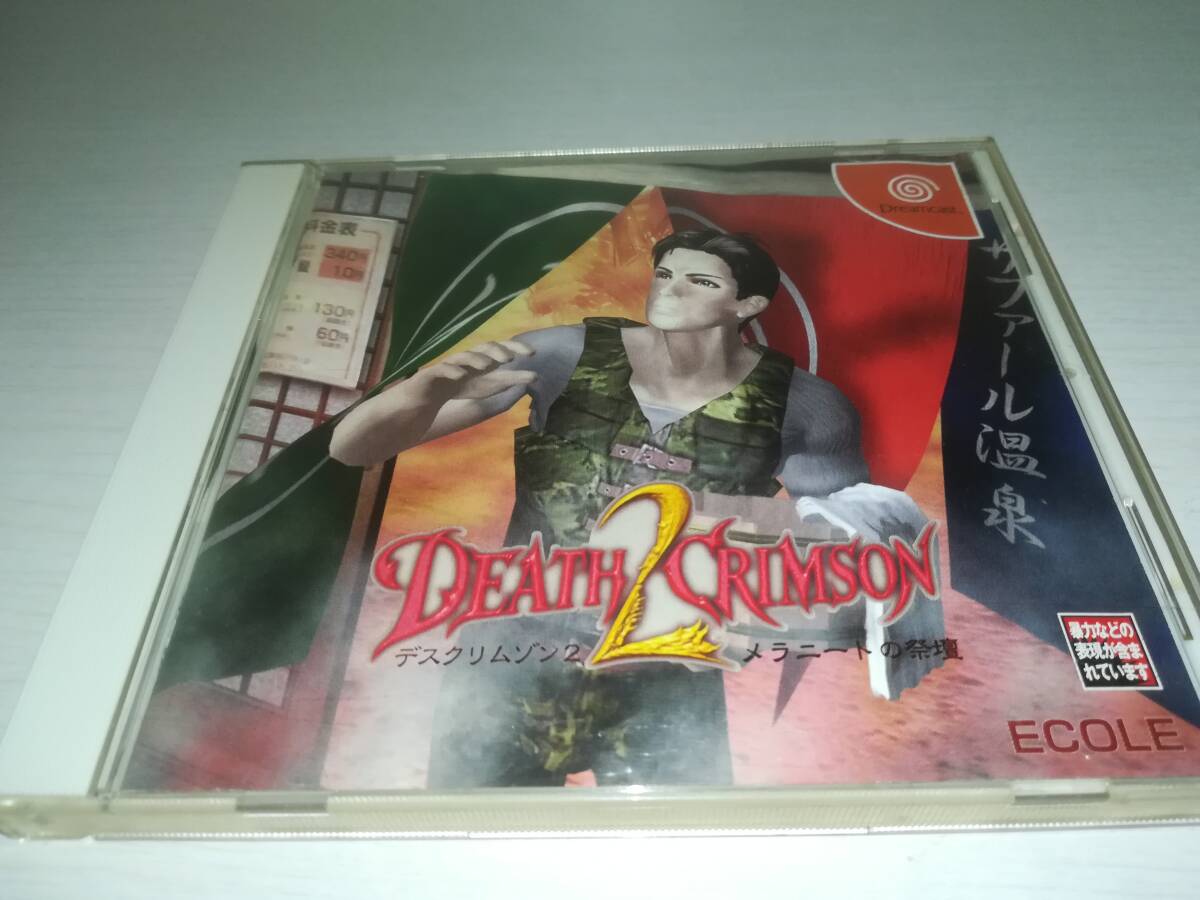 料金表
340円
10円
130円
60円
Dreamcast
サファール温泉
DEATH 2 CRIMSON
デスクリムゾン2 メラニートの祭壇
暴力などの
表現が含ま
れています
ECOLE